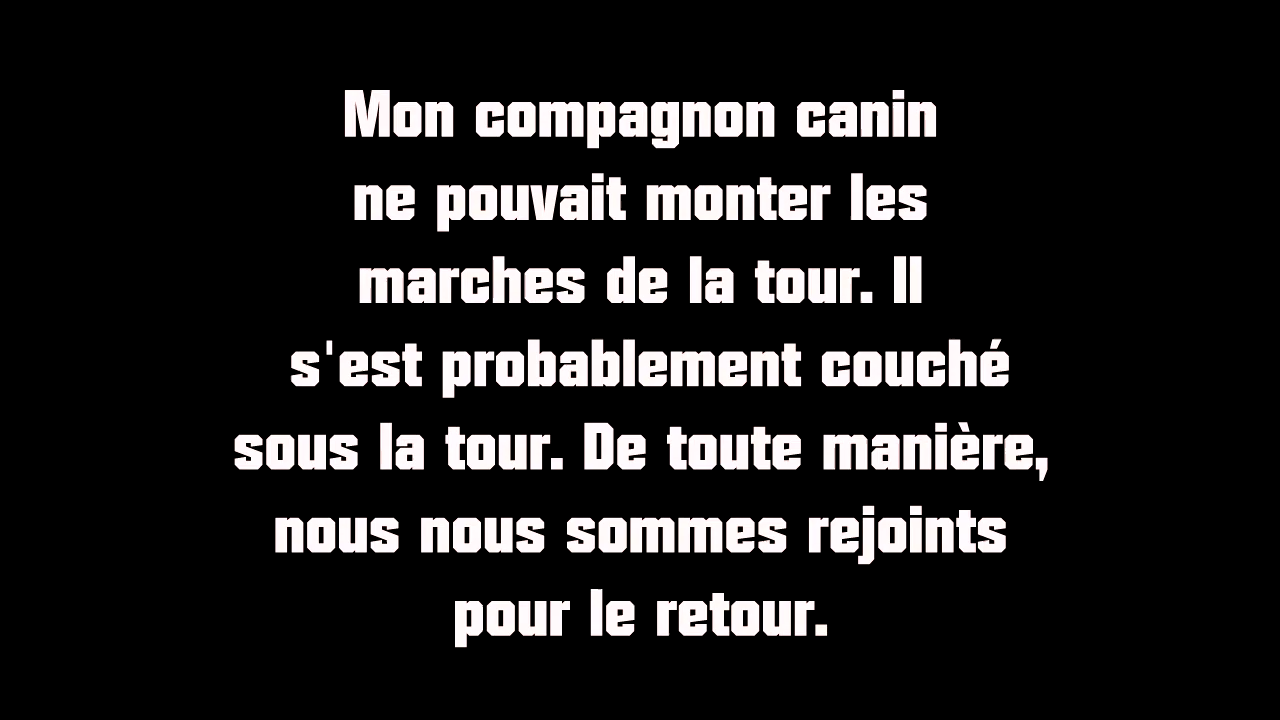 Mon compagnon canin
ne pouvait monter les
marches de la tour. Il
s'est probablement couché
sous la tour. De toute manière,
nous nous sommes rejoints
pour le retour.